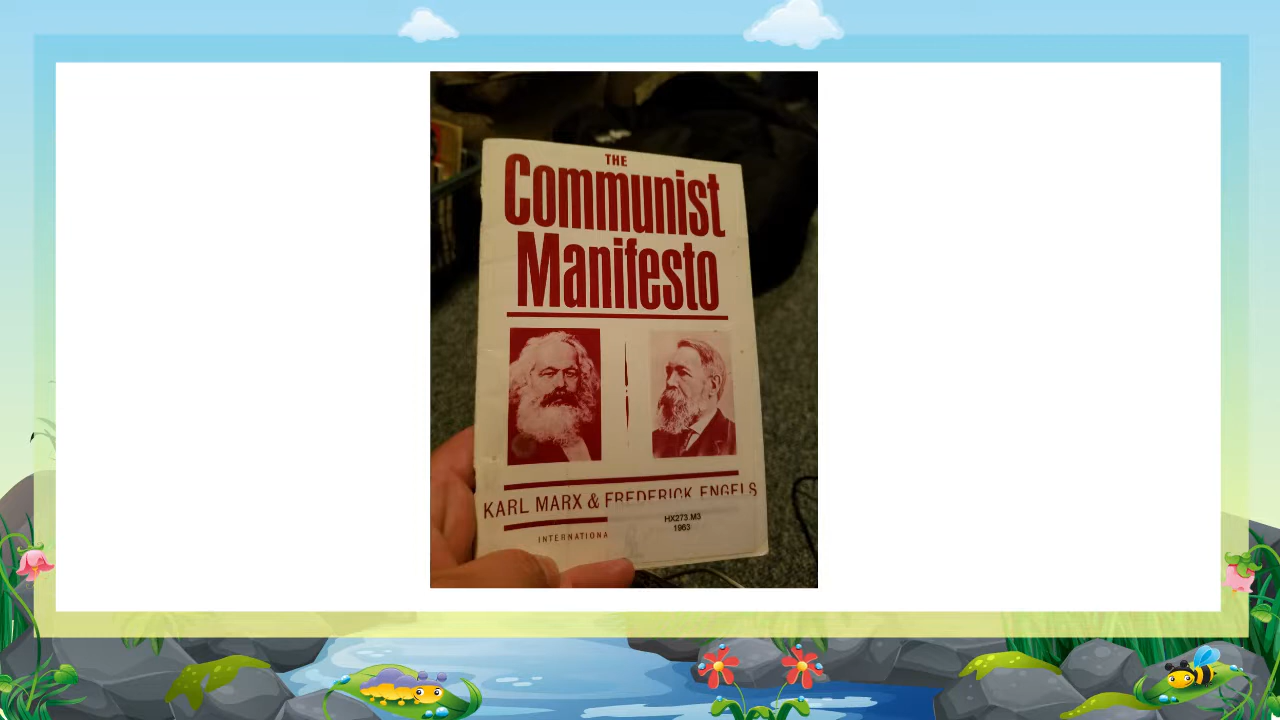 THE
Communist
Manifesto
KARL MARX & FREDERICK ENGELS
HX273.M3
1963
INTERNATIONA